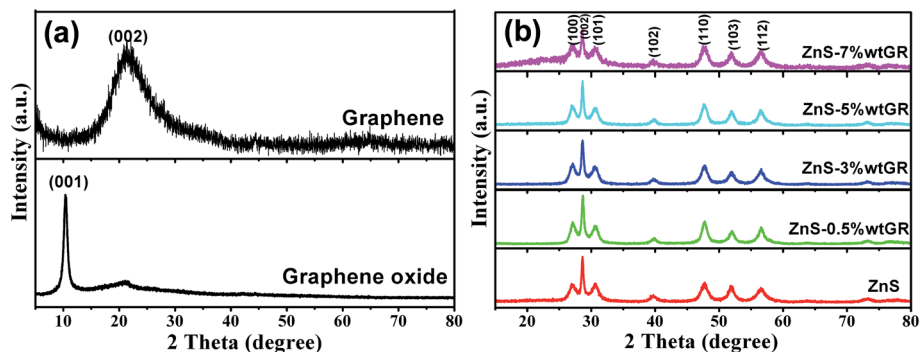 (a)
(002)
Graphene
(001)
Graphene oxide
Intensity (a.u.)
10 20 30 40 50 60 70 80
2 Theta (degree)
(b)
(100)
(002)
(101)
(102)
(110)
(103)
(112)
ZnS-7%wtGR
ZnS-5%wtGR
ZnS-3%wtGR
ZnS-0.5%wtGR
ZnS
Intensity (a.u.)
20 30 40 50 60 70 80
2 Theta (degree)